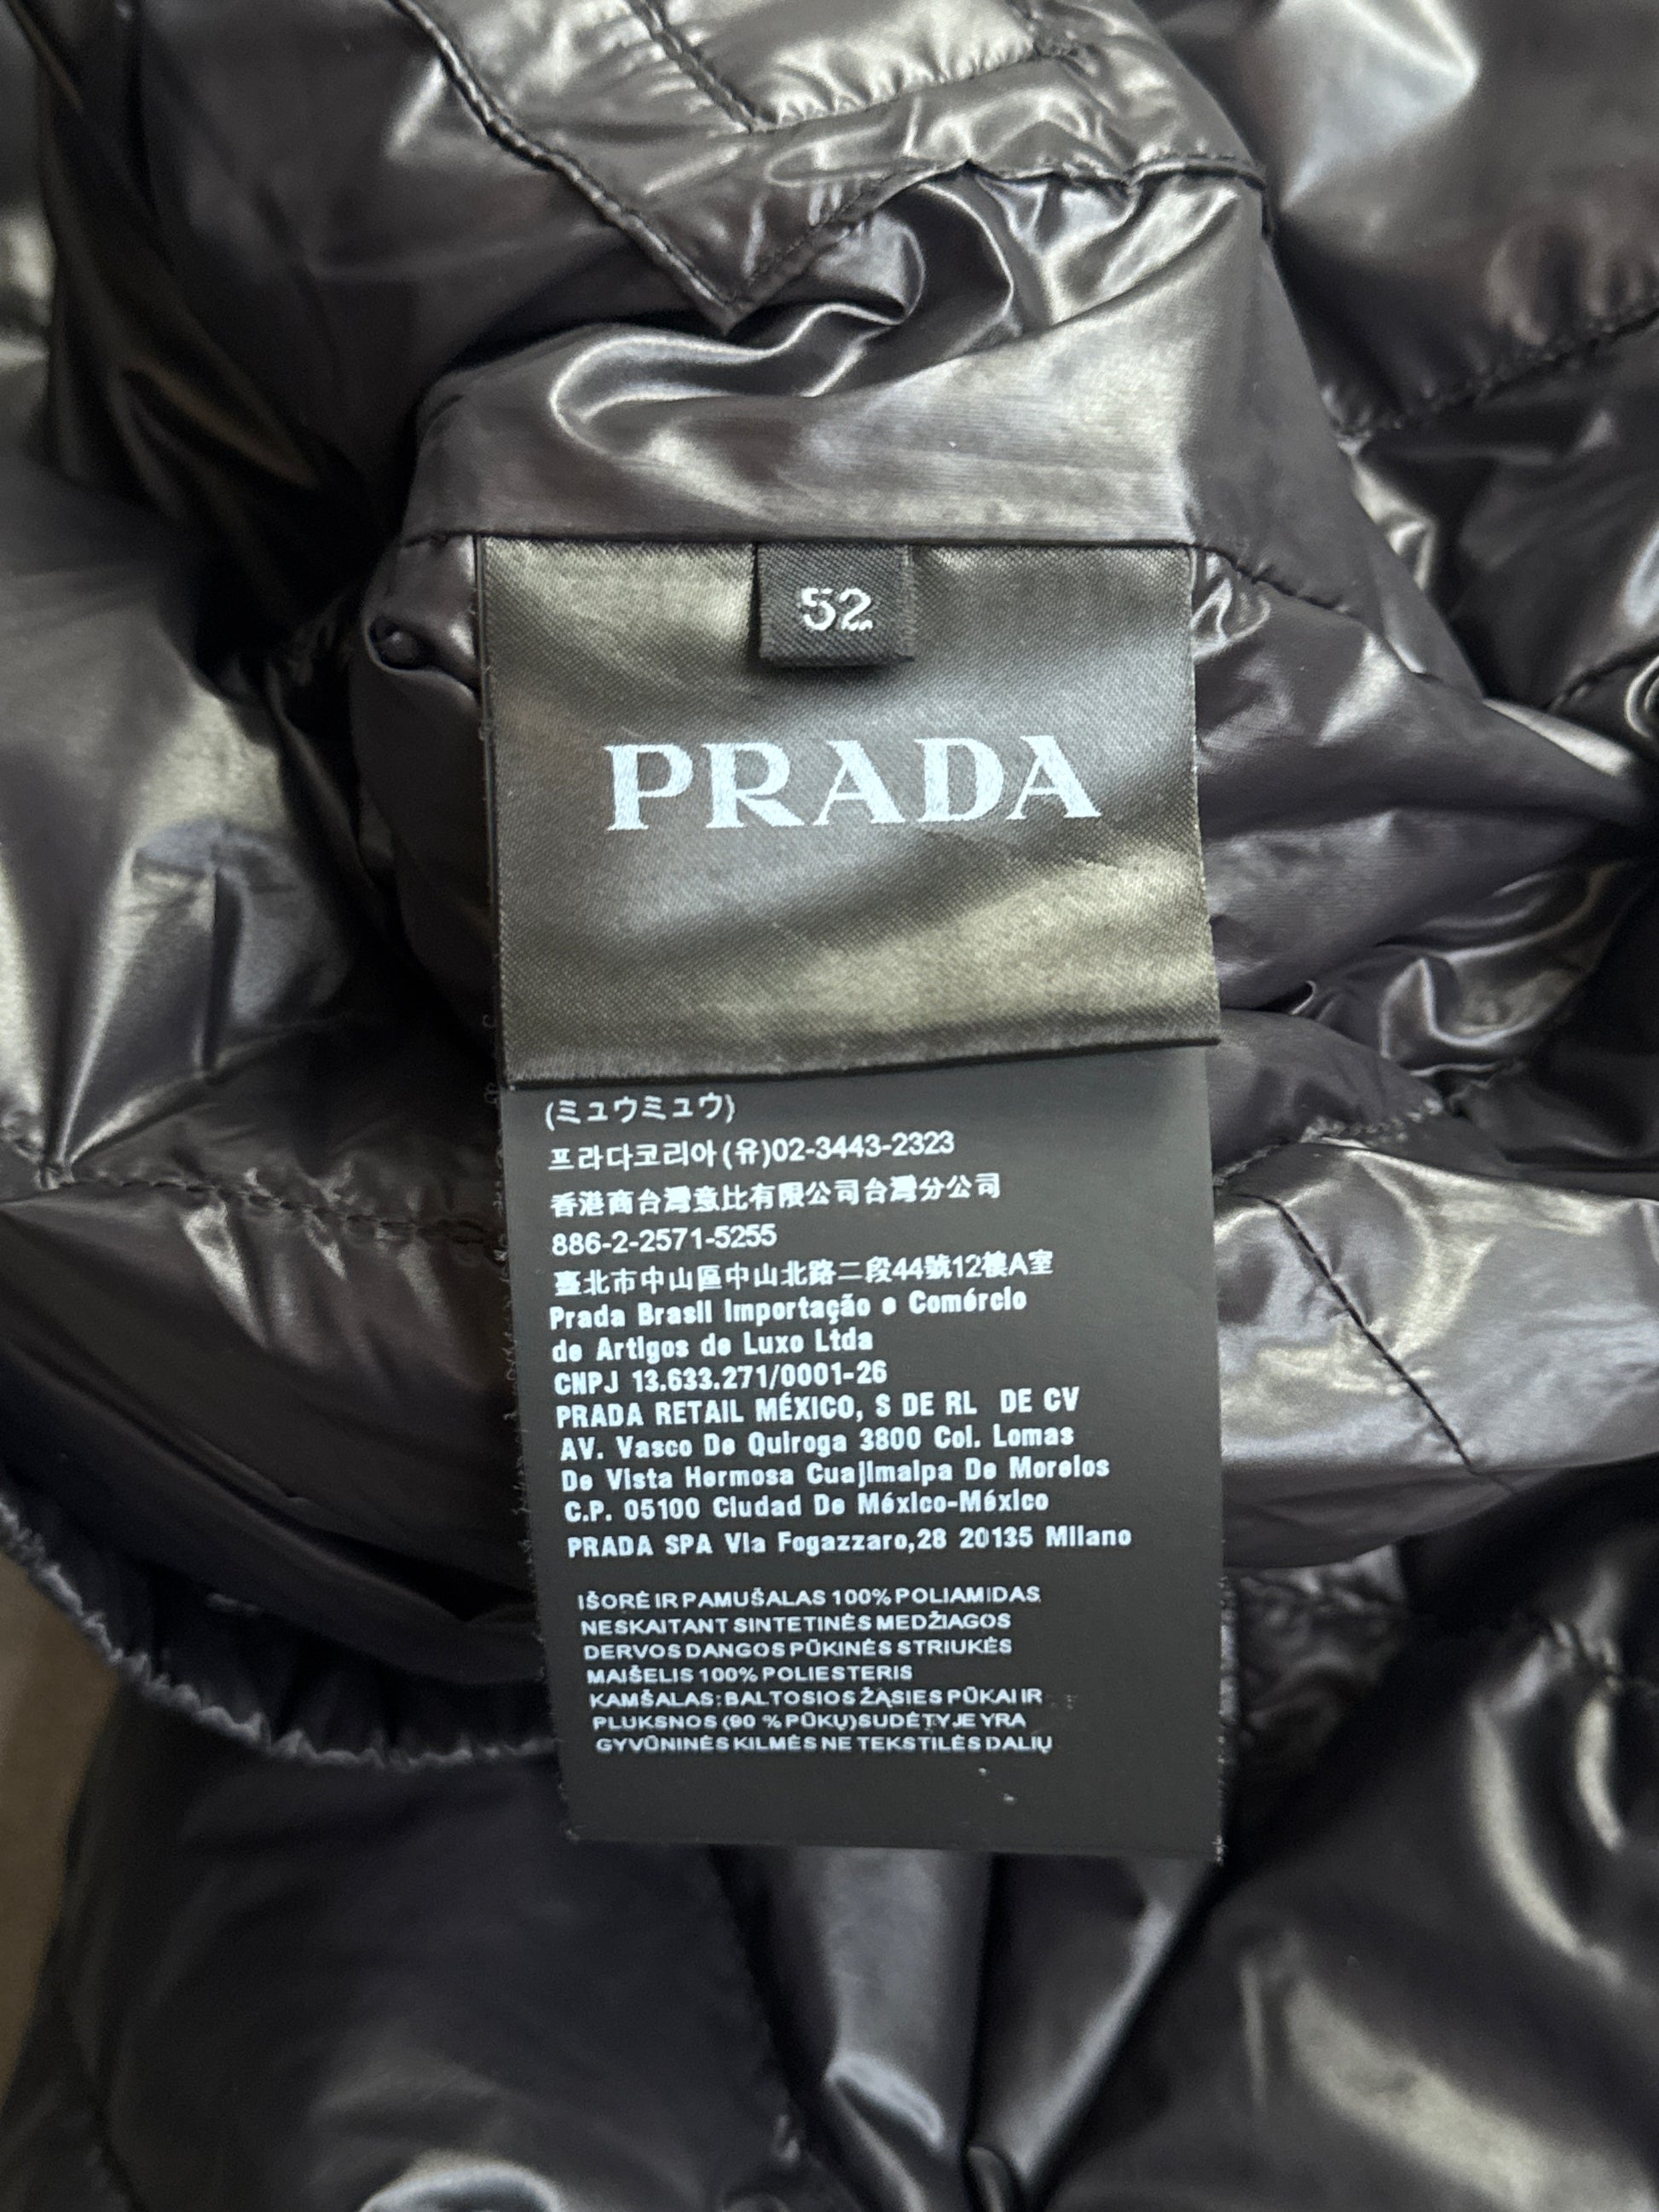 52
PRADA
(ミュウミュウ)
프라다코리아(유)02-3443-2323
香港商台灣意比有限公司台灣分公司
886-2-2571-5255
臺北市中山區中山北路二段44號12樓A室
Prada Brasil Importação e Comércio
de Artigos de Luxo Ltda
CNPJ 13.633.271/0001-26
PRADA RETAIL MÉXICO, S DE RL DE CV
AV. Vasco De Quiroga 3800 Col. Lomas
De Vista Hermosa Cuajimalpa De Morelos
C.P. 05100 Ciudad De México-México
PRADA SPA Via Fogazzaro,28 20135 Milano
IŠORĖ IR PAMUŠALAS 100% POLIAMIDAS
NESKAITANT SINTETINĖS MEDŽIAGOS
DERVOS DANGOS PŪKINĖS STRIUKĖS
MAIŠELIS 100% POLIESTERIS
KAMŠALAS: BALTOSIOS ŽĄSIES PŪKAI IR
PLUKSNOS (90 % PŪKŲ) SUDĖTYJE YRA
GYVŪNINĖS KILMĖS NE TEKSTILĖS DALIŲ